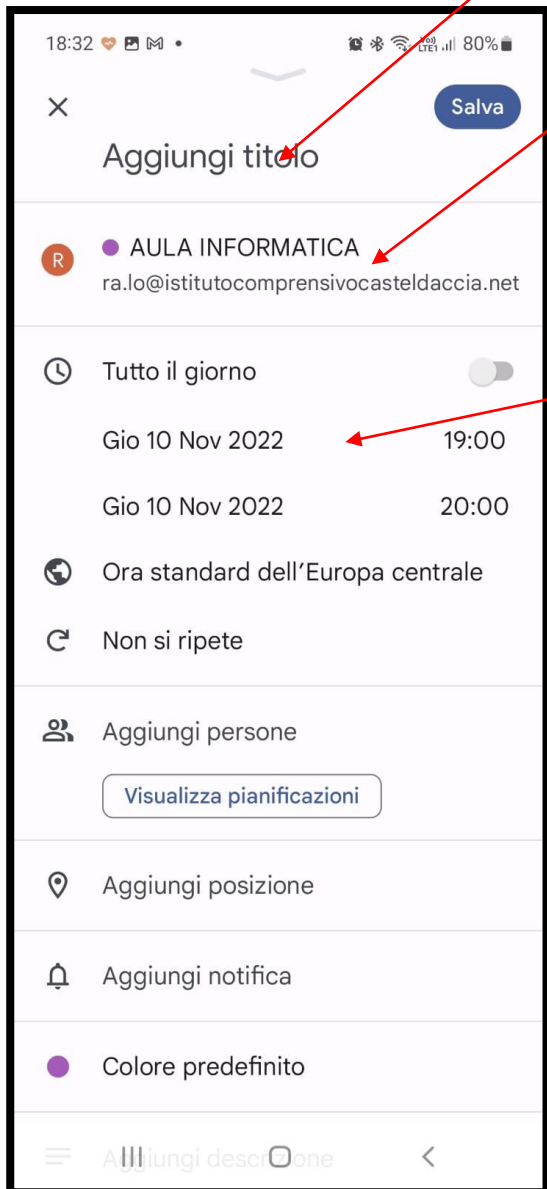 18:32
Vo)) LTE1 80%
Salva
Aggiungi titolo
R
AULA INFORMATICA
ra.lo@istitutocomprensivocasteldaccia.net
Tutto il giorno
Gio 10 Nov 2022 19:00
Gio 10 Nov 2022 20:00
Ora standard dell'Europa centrale
Non si ripete
Aggiungi persone
Visualizza pianificazioni
Aggiungi posizione
Aggiungi notifica
Colore predefinito
Aggiungi descrizione